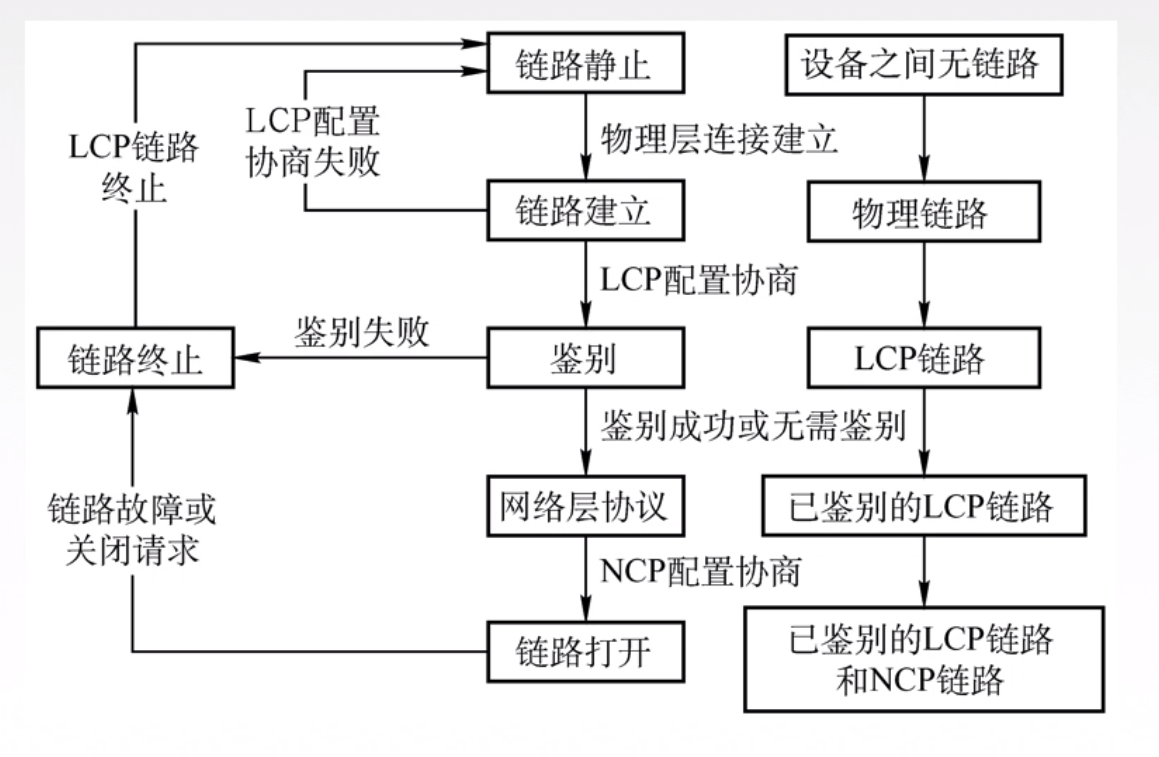 链路静止
设备之间无链路
LCP配置
协商失败
LCP链路
终止
物理层连接建立
链路建立
物理链路
LCP配置协商
鉴别失败
链路终止
鉴别
LCP链路
鉴别成功或无需鉴别
链路故障或
关闭请求
网络层协议
已鉴别的LCP链路
NCP配置协商
链路打开
已鉴别的LCP链路
和NCP链路